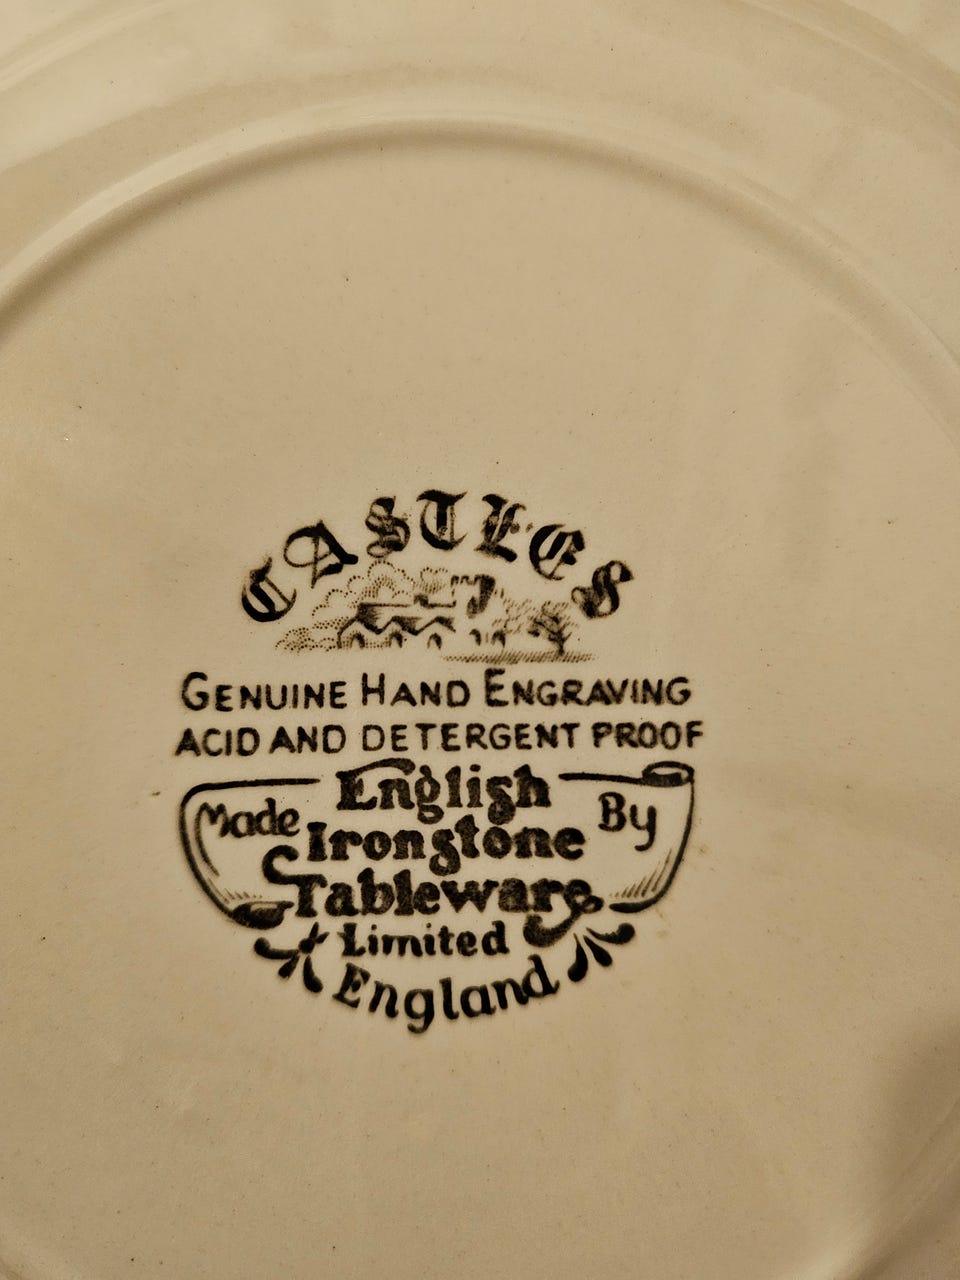 CASTLES
GENUINE HAND ENGRAVING
ACID AND DETERGENT PROOF
Made English By
Ironstone
Tableware
Limited
England